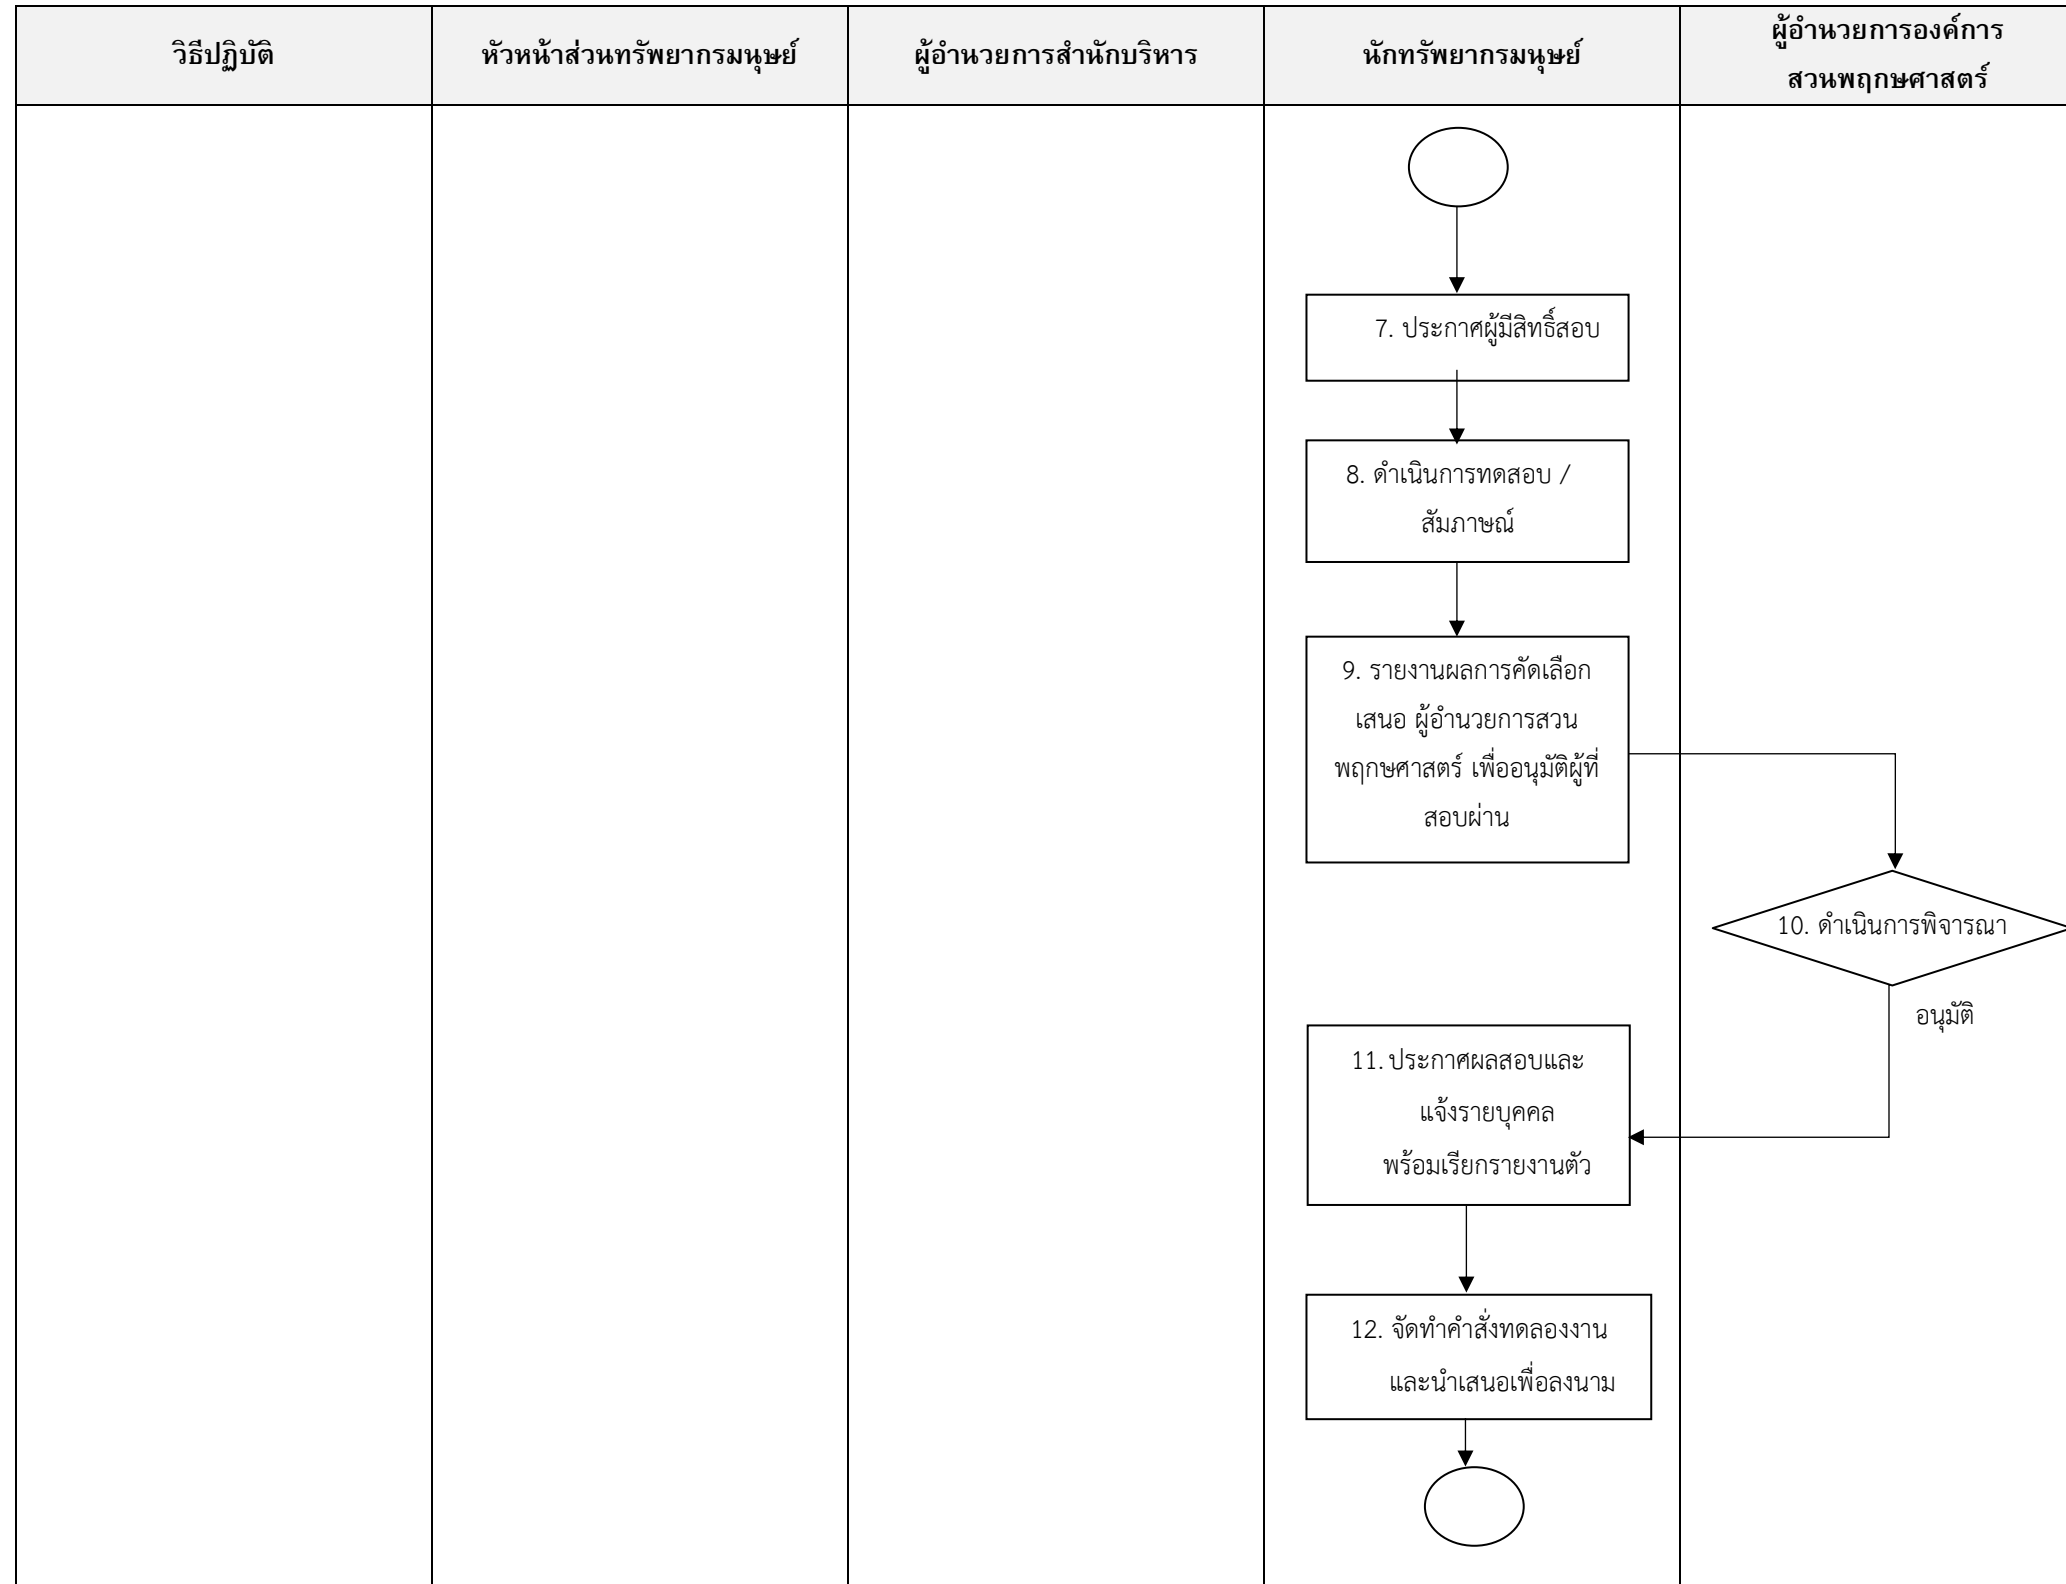 วิธีปฏิบัติ
หัวหน้าส่วนทรัพยากรมนุษย์
ผู้อำนวยการสำนักบริหาร
นักทรัพยากรมนุษย์
ผู้อำนวยการองค์การ
สวนพฤกษศาสตร์
7. ประกาศผู้มีสิทธิ์สอบ
8. ดำเนินการทดสอบ /
สัมภาษณ์
9. รายงานผลการคัดเลือก
เสนอ ผู้อำนวยการสวน
พฤกษศาสตร์ เพื่ออนุมัติผู้ที่
สอบผ่าน
10. ดำเนินการพิจารณา
อนุมัติ
11. ประกาศผลสอบและ
แจ้งรายบุคคล
พร้อมเรียกรายงานตัว
12. จัดทำคำสั่งทดลองงาน
และนำเสนอเพื่อลงนาม